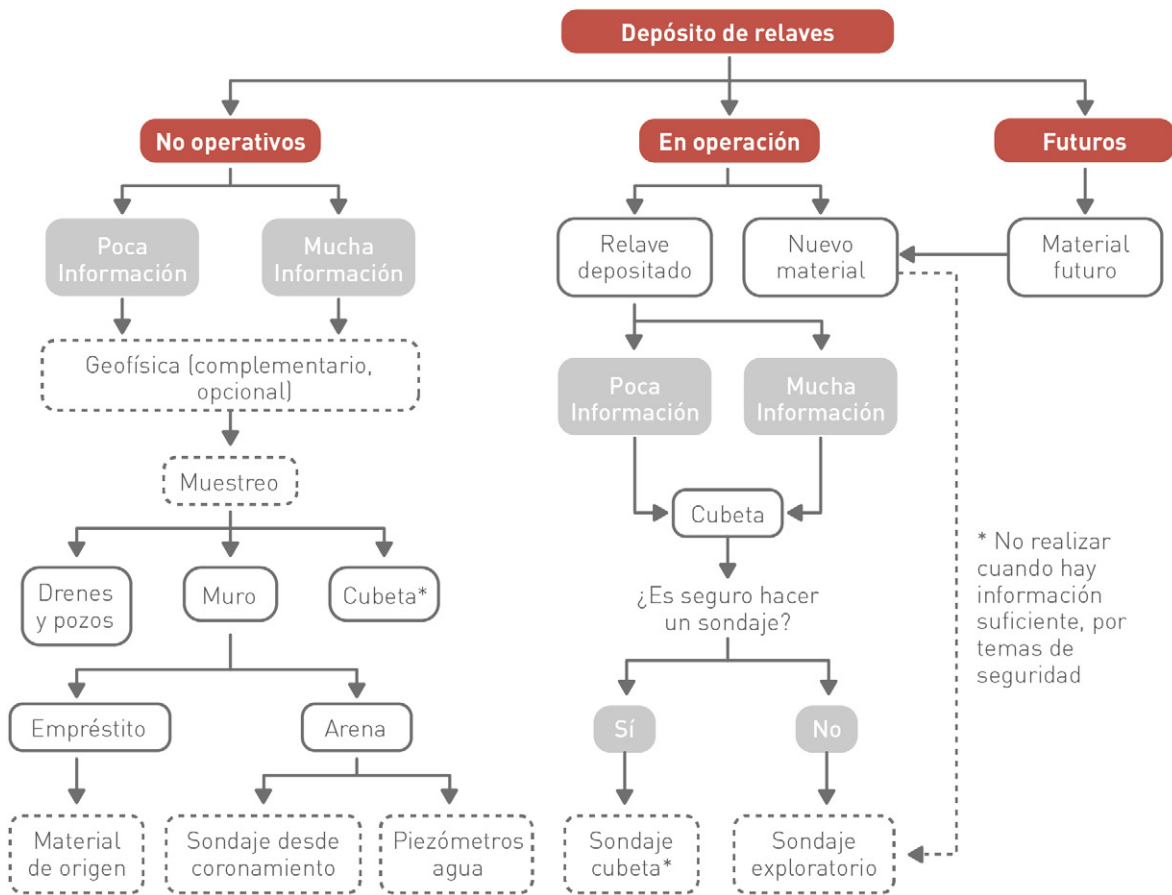 Depósito de relaves
No operativos
En operación
Futuros
Poca
Información
Mucha
Información
Relave
depositado
Nuevo
material
Material
futuro
Geofísica (complementario,
opcional)
Poca
Información
Mucha
Información
Muestreo
Cubeta
Drenes
y pozos
Muro
Cubeta*
¿Es seguro hacer
un sondaje?
* No realizar
cuando hay
información
suficiente, por
temas de
seguridad
Empréstito
Arena
Sí
No
Material
de origen
Sondaje desde
coronamiento
Piezómetros
agua
Sondaje
cubeta*
Sondaje
exploratorio